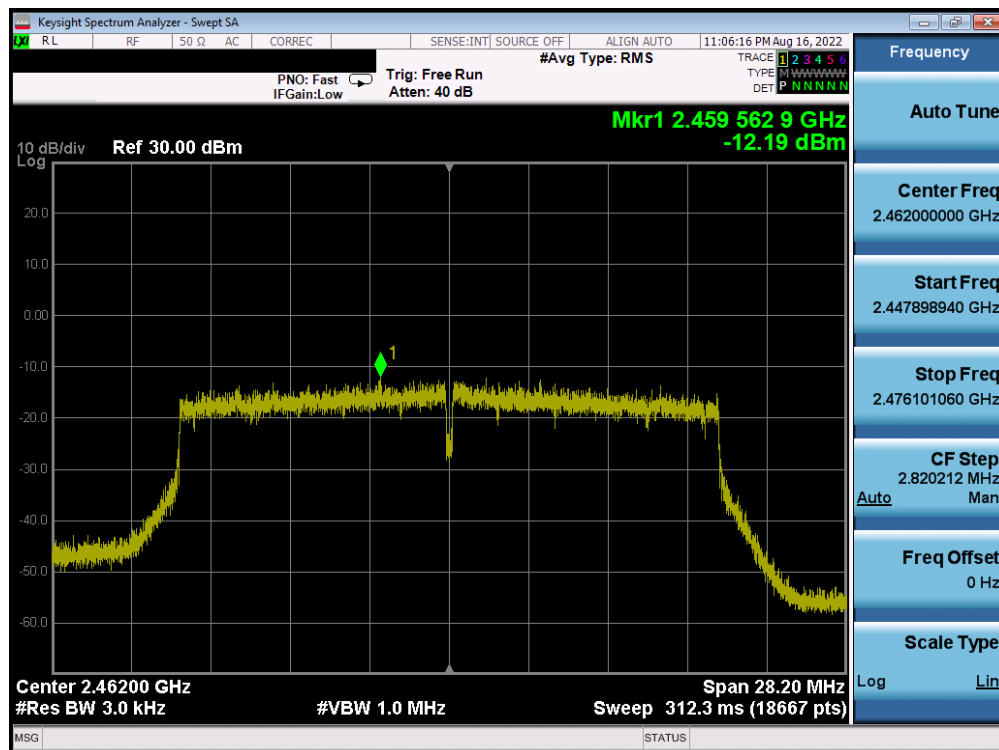 Keysight Spectrum Analyzer - Swept SA
LXI RL RF 50 Ω AC CORREC SENSE:INT SOURCE OFF ALIGN AUTO 11:06:16 PM Aug 16, 2022
#Avg Type: RMS
TRACE 1 2 3 4 5 6
PNO: Fast Trig: Free Run TYPE M WWWWW
IFGain:Low Atten: 40 dB DET P N N N N N
Mkr1 2.459 562 9 GHz
-12.19 dBm
10 dB/div Ref 30.00 dBm
Log
20.0
10.0
0.00
1
-10.0
-20.0
-30.0
-40.0
-50.0
-60.0
Center 2.46200 GHz Span 28.20 MHz
#Res BW 3.0 kHz #VBW 1.0 MHz Sweep 312.3 ms (18667 pts)
MSG STATUS
Frequency
Auto Tune
Center Freq
2.462000000 GHz
Start Freq
2.447898940 GHz
Stop Freq
2.476101060 GHz
CF Step
2.820212 MHz
Auto Man
Freq Offset
0 Hz
Scale Type
Log Lin